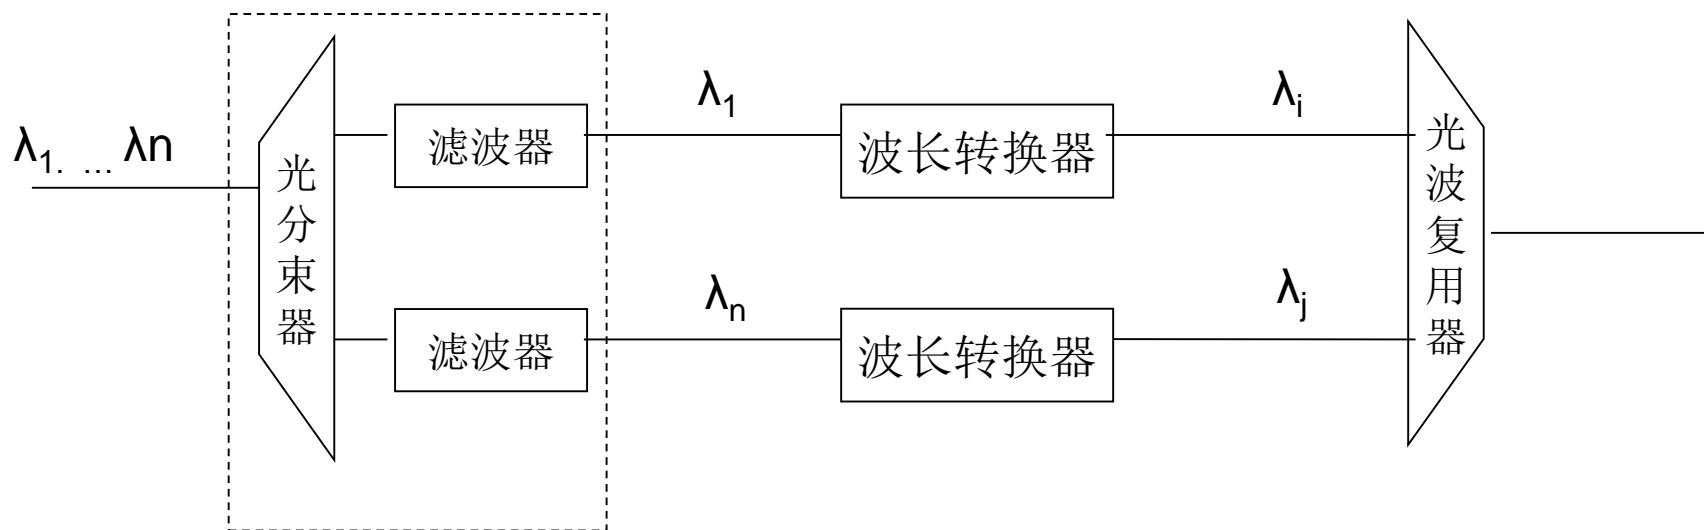 λ1. ... λn
光分束器
滤波器
λ1
波长转换器
λi
光波复用器
滤波器
λn
波长转换器
λj